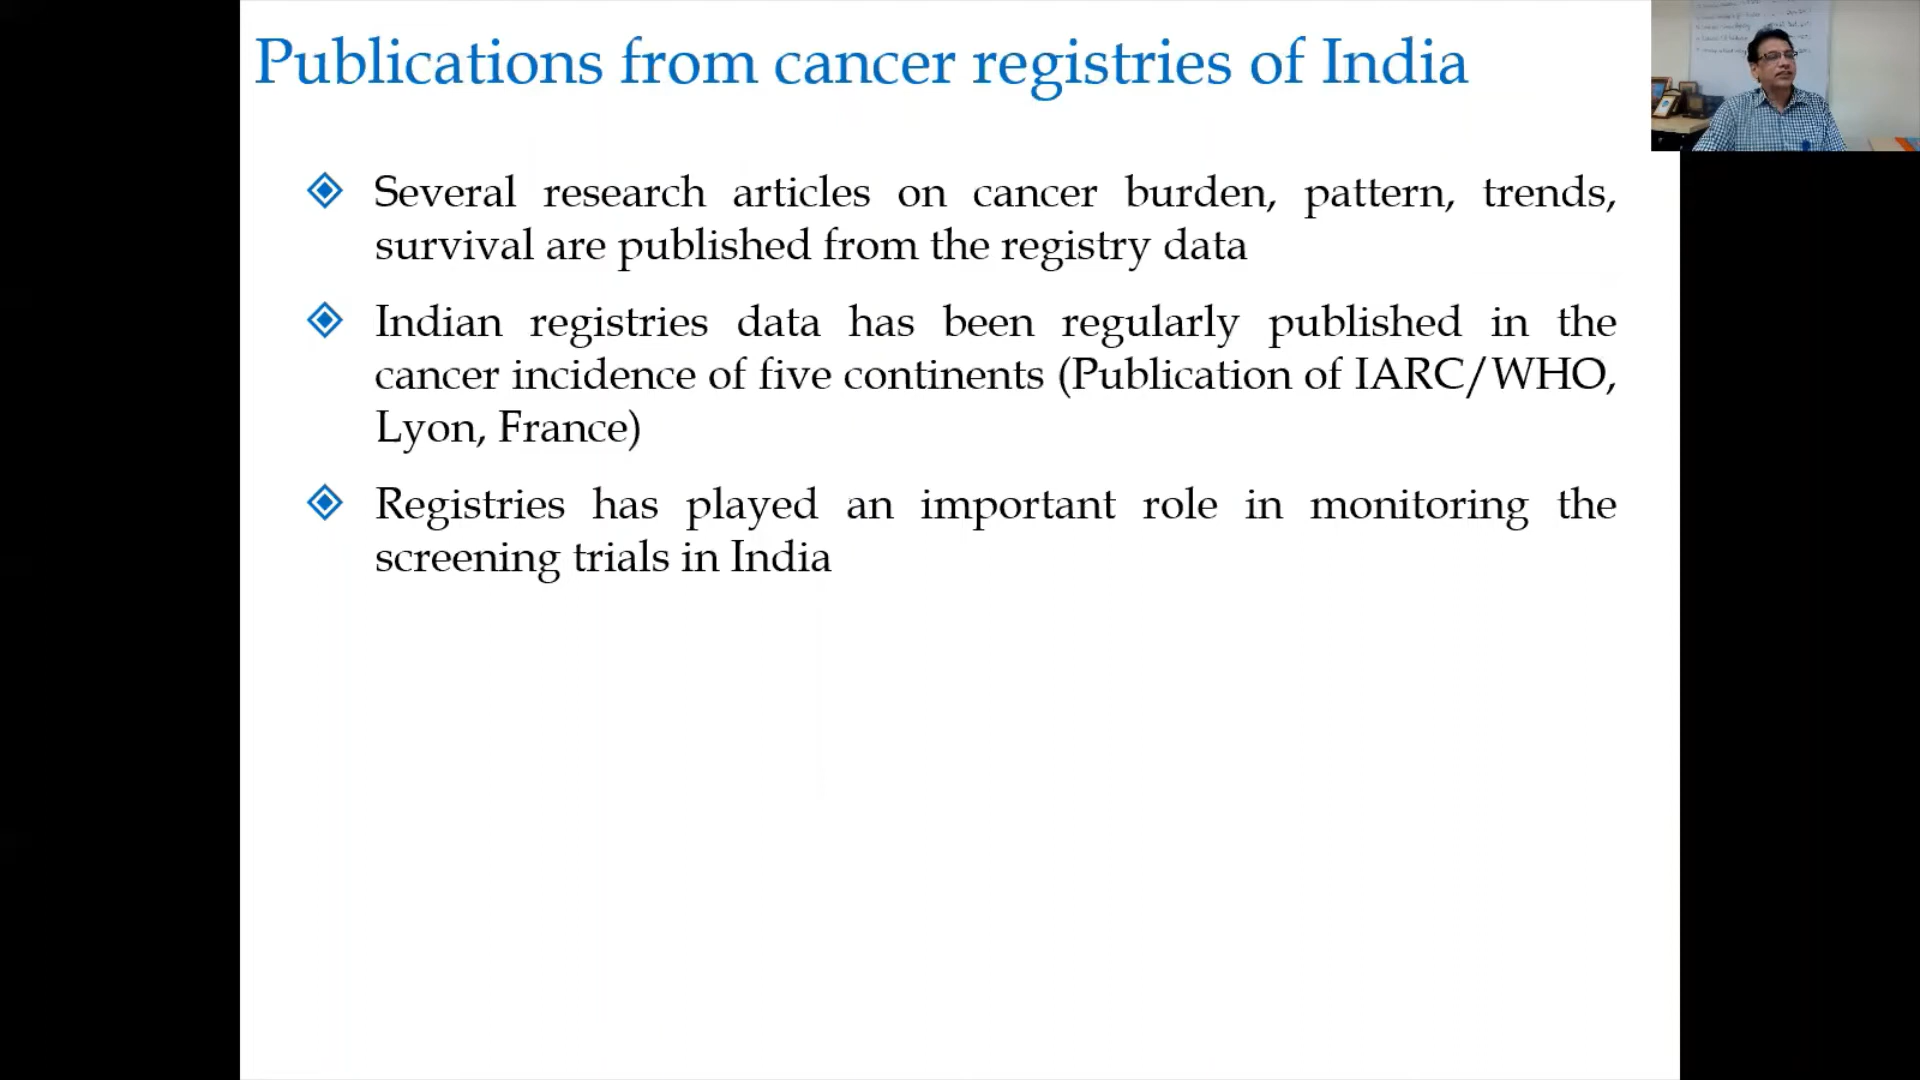 Publications from cancer registries of India
Several research articles on cancer burden, pattern, trends,
survival are published from the registry data
Indian registries data has been regularly published in the
cancer incidence of five continents (Publication of IARC/WHO,
Lyon, France)
Registries has played an important role in monitoring the
screening trials in India